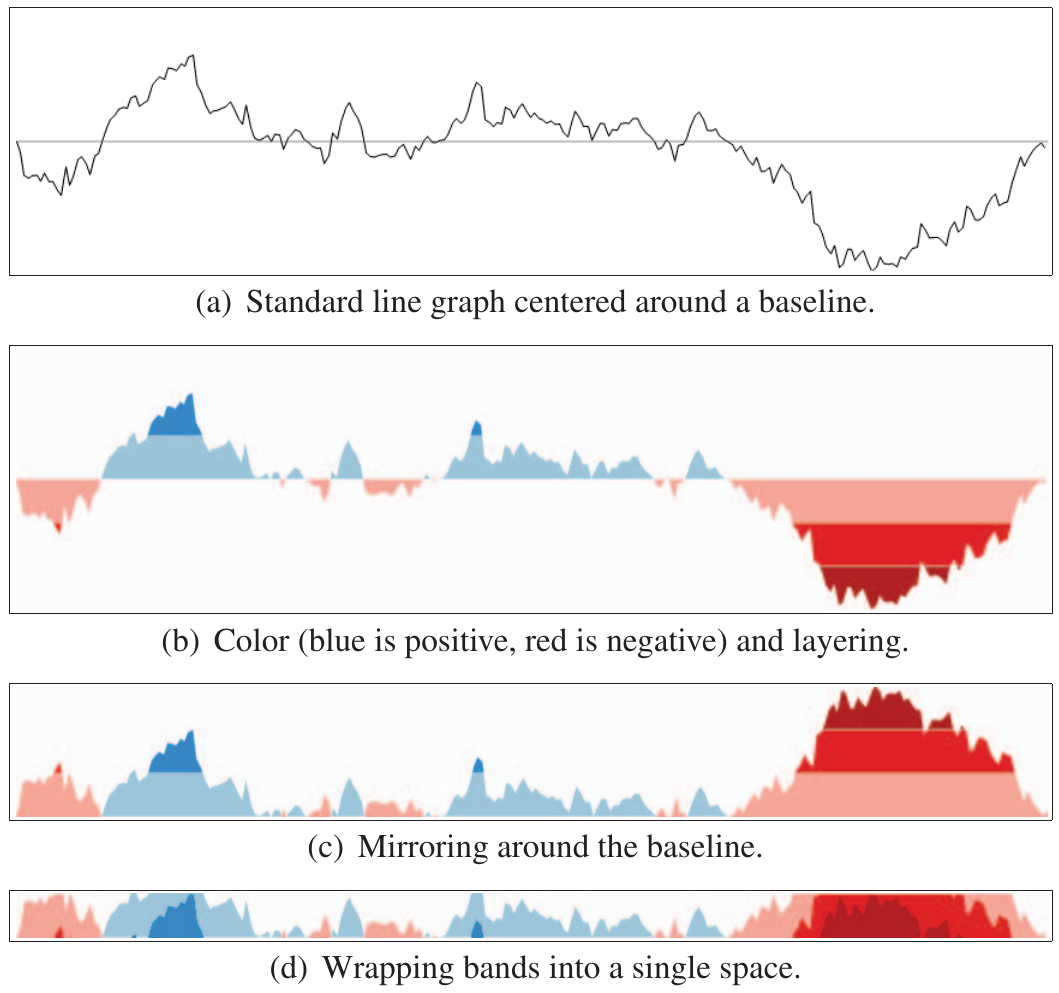 (a) Standard line graph centered around a baseline.
(b) Color (blue is positive, red is negative) and layering.
(c) Mirroring around the baseline.
(d) Wrapping bands into a single space.